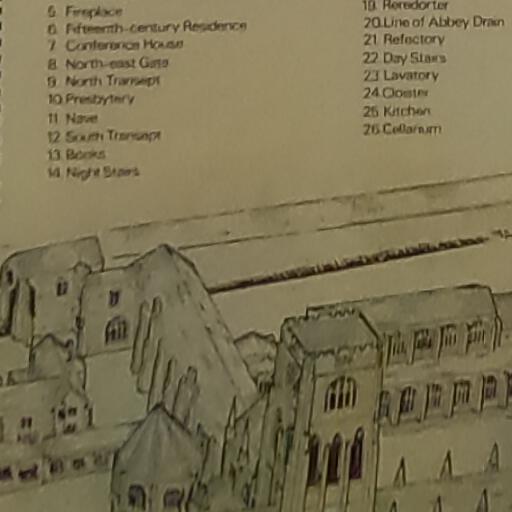 5. Fireplace
6. Fifteenth-century Residence
7. Conference House
8. North-east Gate
9. North Transept
10. Presbytery
11. Nave
12. South Transept
13. Books
14. Night Stairs
19. Reredorter
20. Line of Abbey Drain
21. Refectory
22. Day Stairs
23. Lavatory
24. Cloister
25. Kitchen
26. Cellarium